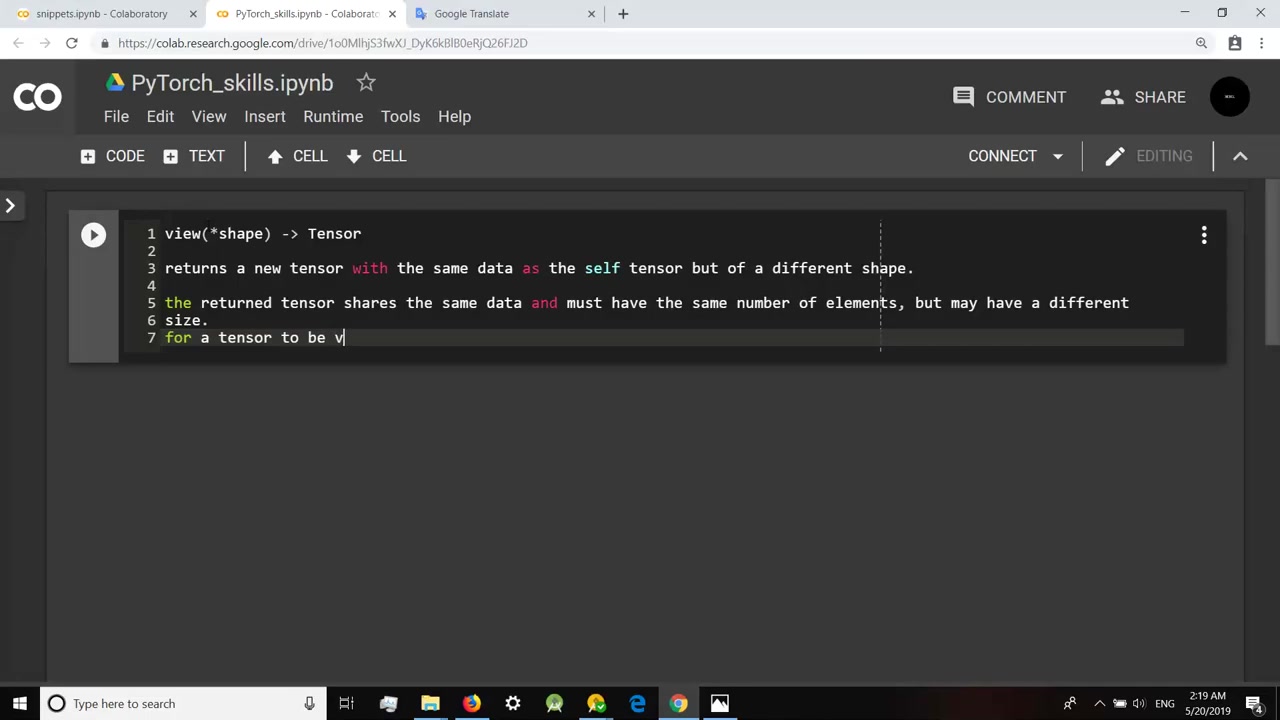 snippets.ipynb - Colaboratory
PyTorch_skills.ipynb - Colaborato
Google Translate
https://colab.research.google.com/drive/1o0MlhjS3fwXJ_DyK6kBlB0eRjQ26FJ2D
CO
PyTorch_skills.ipynb
COMMENT
SHARE
File Edit View Insert Runtime Tools Help
CODE TEXT CELL CELL
CONNECT
EDITING
1 view(*shape) -> Tensor
2
3 returns a new tensor with the same data as the self tensor but of a different shape.
4
5 the returned tensor shares the same data and must have the same number of elements, but may have a different
6 size.
7 for a tensor to be v
Type here to search
ENG
2:19 AM
5/20/2019
4